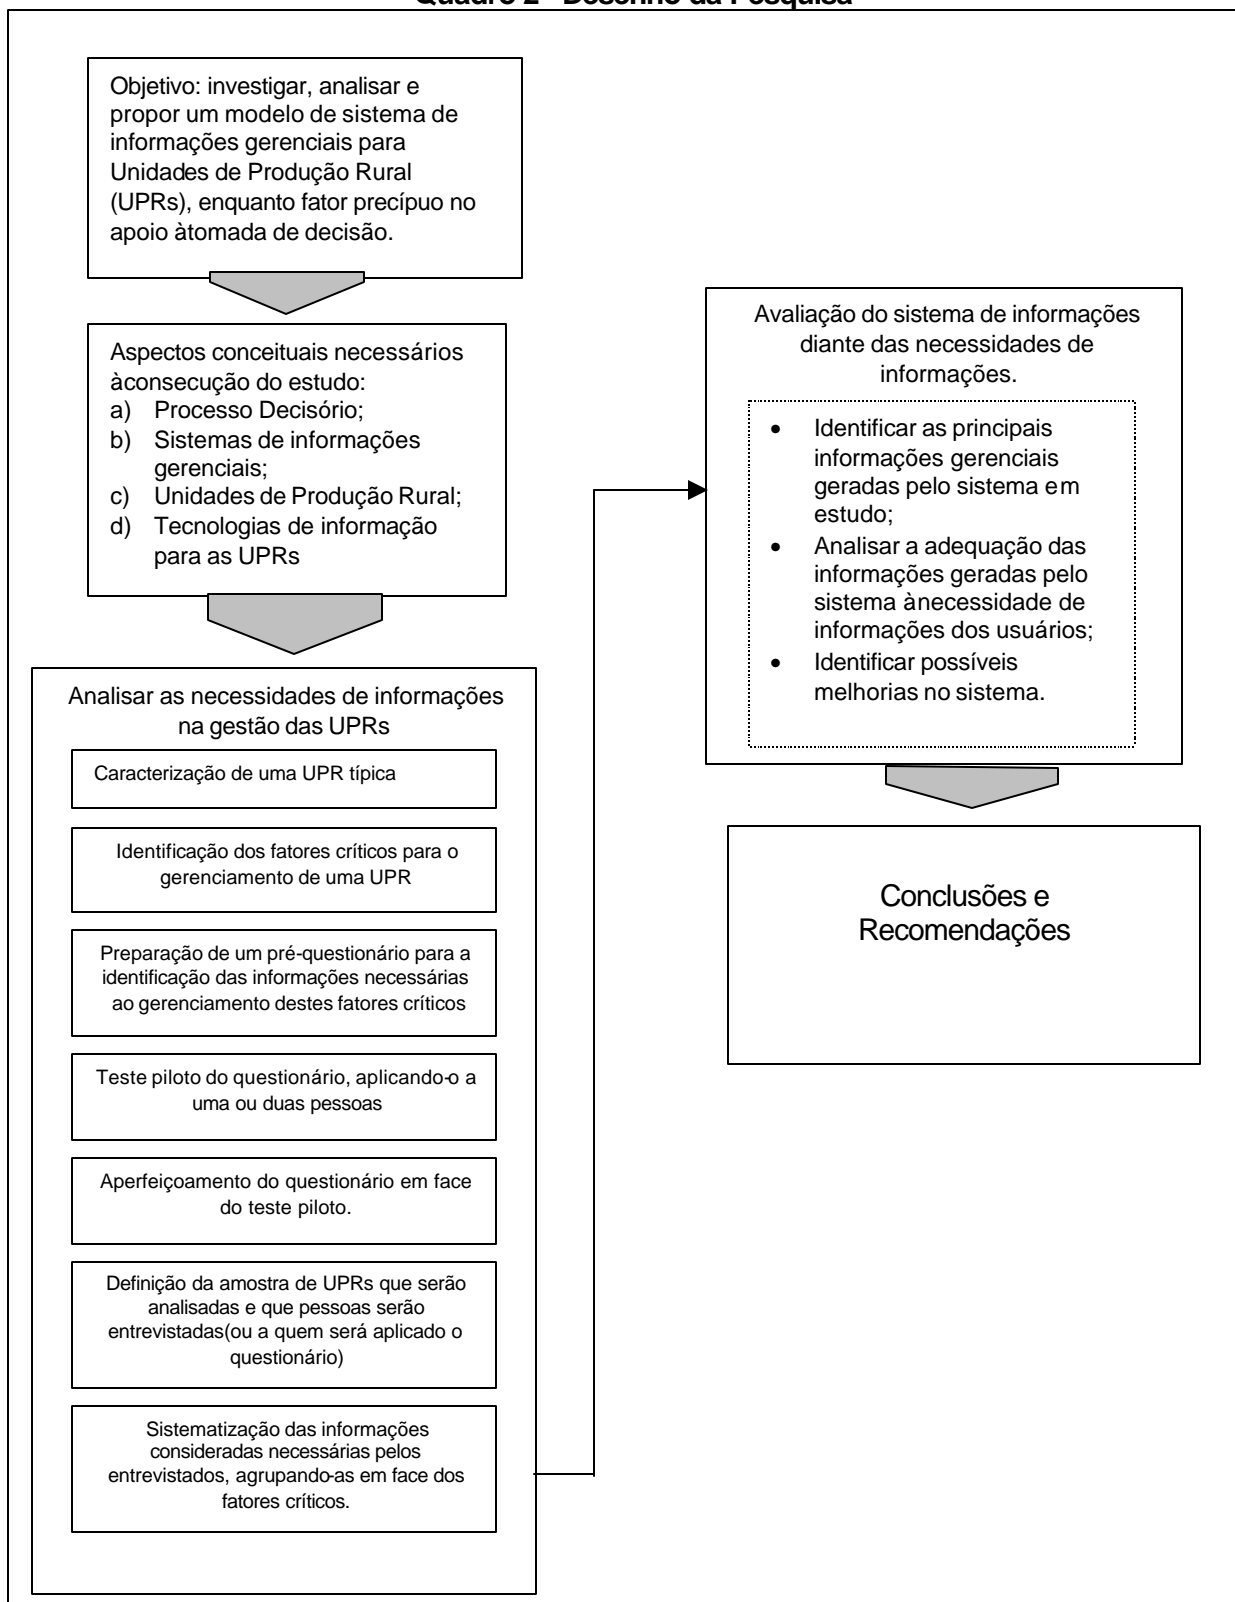 Quadro 2 - Desenho da Pesquisa
Objetivo: investigar, analisar e
propor um modelo de sistema de
informações gerenciais para
Unidades de Produção Rural
(UPRs), enquanto fator precípuo no
apoio àtomada de decisão.
Aspectos conceituais necessários
àconsecução do estudo:
a) Processo Decisório;
b) Sistemas de informações
gerenciais;
c) Unidades de Produção Rural;
d) Tecnologias de informação
para as UPRs
Analisar as necessidades de informações
na gestão das UPRs
Caracterização de uma UPR típica
Identificação dos fatores críticos para o
gerenciamento de uma UPR
Preparação de um pré-questionário para a
identificação das informações necessárias
ao gerenciamento destes fatores críticos
Teste piloto do questionário, aplicando-o a
uma ou duas pessoas
Aperfeiçoamento do questionário em face
do teste piloto.
Definição da amostra de UPRs que serão
analisadas e que pessoas serão
entrevistadas(ou a quem será aplicado o
questionário)
Sistematização das informações
consideradas necessárias pelos
entrevistados, agrupando-as em face dos
fatores críticos.
Avaliação do sistema de informações
diante das necessidades de
informações.
• Identificar as principais
informações gerenciais
geradas pelo sistema em
estudo;
• Analisar a adequação das
informações geradas pelo
sistema ànecessidade de
informações dos usuários;
• Identificar possíveis
melhorias no sistema.
Conclusões e
Recomendações